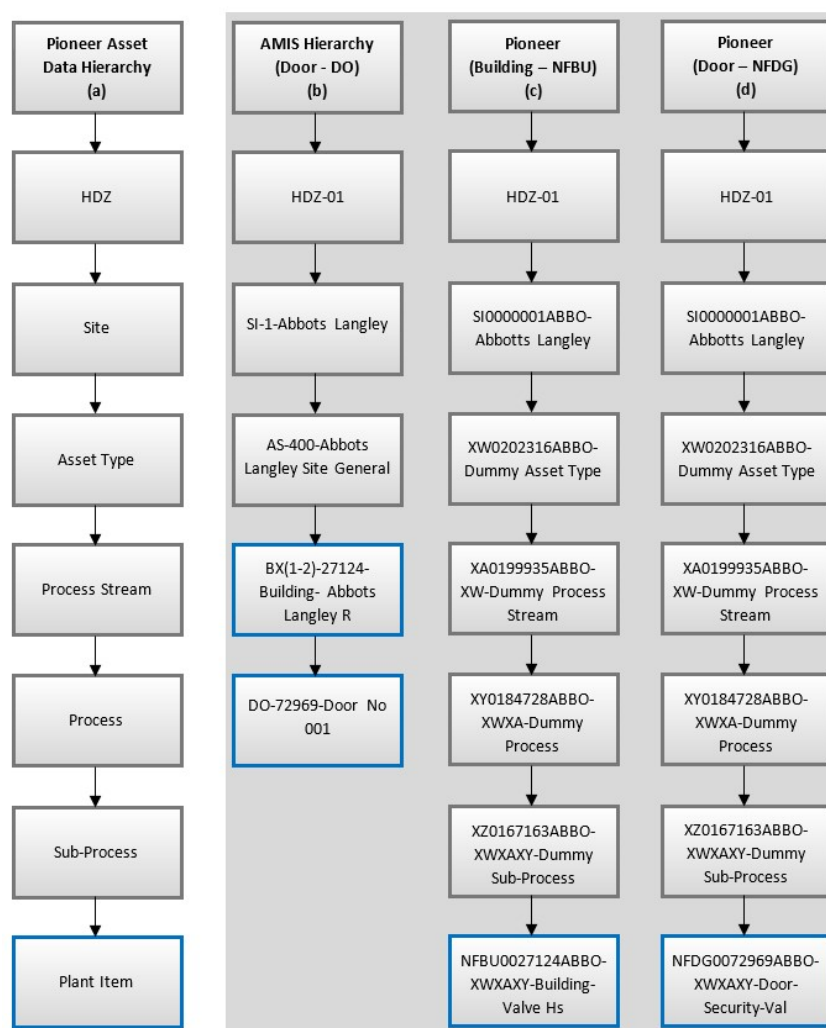 Pioneer Asset
Data Hierarchy
(a)
HDZ
Site
Asset Type
Process Stream
Process
Sub-Process
Plant Item
AMIS Hierarchy
(Door - DO)
(b)
HDZ-01
SI-1-Abbots Langley
AS-400-Abbots
Langley Site General
BX(1-2)-27124-
Building- Abbots
Langley R
DO-72969-Door No
001
Pioneer
(Building – NFBU)
(c)
HDZ-01
SI0000001ABBO-
Abbotts Langley
XW0202316ABBO-
Dummy Asset Type
XA0199935ABBO-
XW-Dummy Process
Stream
XY0184728ABBO-
XWXA-Dummy
Process
XZ0167163ABBO-
XWXAXY-Dummy
Sub-Process
NFBU0027124ABBO-
XWXAXY-Building-
Valve Hs
Pioneer
(Door – NFDG)
(d)
HDZ-01
SI0000001ABBO-
Abbotts Langley
XW0202316ABBO-
Dummy Asset Type
XA0199935ABBO-
XW-Dummy Process
Stream
XY0184728ABBO-
XWXA-Dummy
Process
XZ0167163ABBO-
XWXAXY-Dummy
Sub-Process
NFDG0072969ABBO-
XWXAXY-Door-
Security-Val